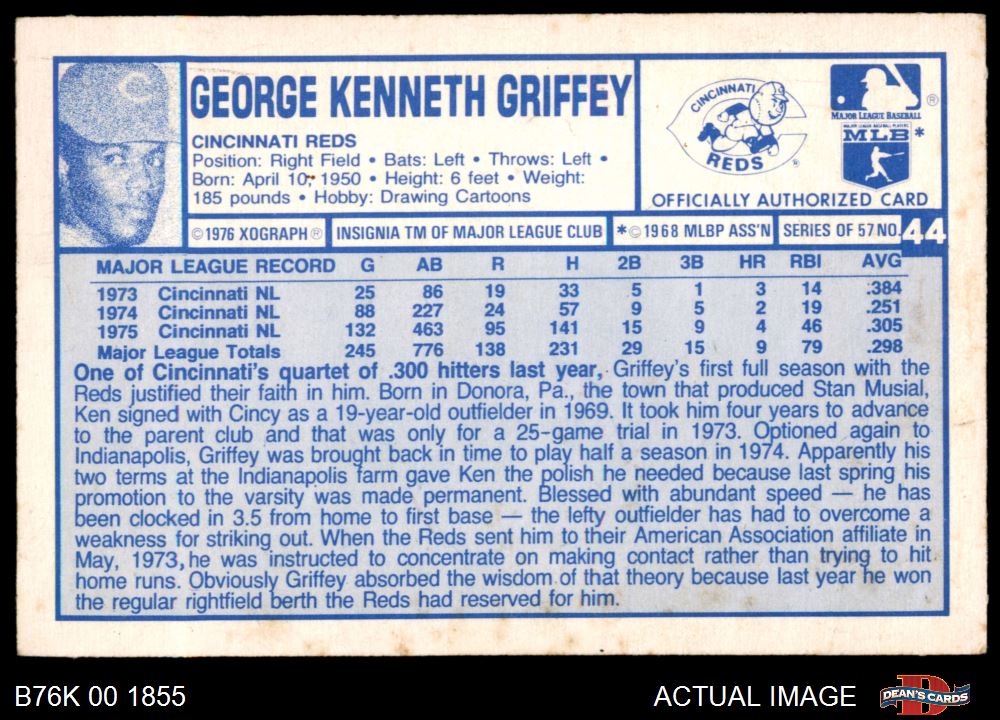 GEORGE KENNETH GRIFFEY
CINCINNATI REDS
Position: Right Field • Bats: Left • Throws: Left •
Born: April 10, 1950 • Height: 6 feet • Weight:
185 pounds • Hobby: Drawing Cartoons
C
CINCINNATI
REDS
®
®
MAJOR LEAGUE BASEBALL
MAJOR LEAGUE BASEBALL PLAYERS
MLB *
OFFICIALLY AUTHORIZED CARD
©1976 XOGRAPH® INSIGNIA TM OF MAJOR LEAGUE CLUB *©1968 MLBP ASS'N SERIES OF 57 NO. 44
MAJOR LEAGUE RECORD G AB R H 2B 3B HR RBI AVG
1973 Cincinnati NL 25 86 19 33 5 1 3 14 .384
1974 Cincinnati NL 88 227 24 57 9 5 2 19 .251
1975 Cincinnati NL 132 463 95 141 15 9 4 46 .305
Major League Totals 245 776 138 231 29 15 9 79 .298
One of Cincinnati's quartet of .300 hitters last year, Griffey's first full season with the
Reds justified their faith in him. Born in Donora, Pa., the town that produced Stan Musial,
Ken signed with Cincy as a 19-year-old outfielder in 1969. It took him four years to advance
to the parent club and that was only for a 25-game trial in 1973. Optioned again to
Indianapolis, Griffey was brought back in time to play half a season in 1974. Apparently his
two terms at the Indianapolis farm gave Ken the polish he needed because last spring his
promotion to the varsity was made permanent. Blessed with abundant speed — he has
been clocked in 3.5 from home to first base — the lefty outfielder has had to overcome a
weakness for striking out. When the Reds sent him to their American Association affiliate in
May, 1973, he was instructed to concentrate on making contact rather than trying to hit
home runs. Obviously Griffey absorbed the wisdom of that theory because last year he won
the regular rightfield berth the Reds had reserved for him.
B76K 00 1855
ACTUAL IMAGE
D
DEAN'S CARDS